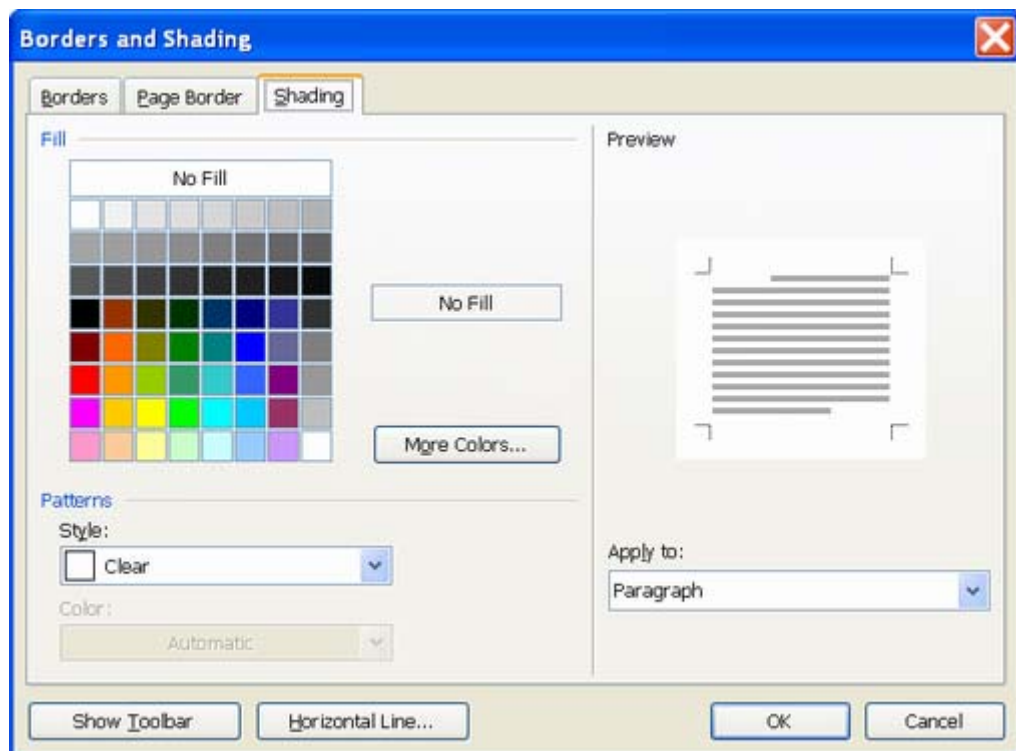 Borders and Shading
Borders Page Border Shading
Fill
No Fill
No Fill
More Colors...
Patterns
Style:
Clear
Color:
Automatic
Preview
Apply to:
Paragraph
Show Toolbar Horizontal Line... OK Cancel